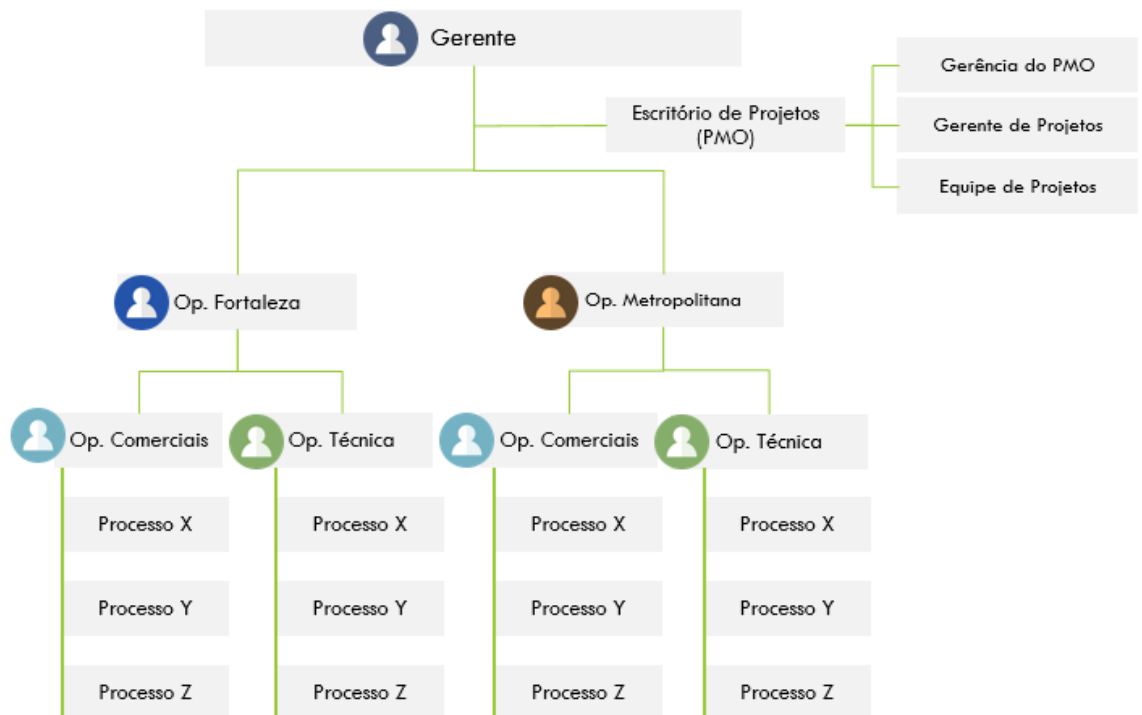 Gerente
Gerência do PMO
Escritório de Projetos
(PMO)
Gerente de Projetos
Equipe de Projetos
Op. Fortaleza
Op. Metropolitana
Op. Comerciais
Op. Técnica
Op. Comerciais
Op. Técnica
Processo X
Processo X
Processo X
Processo X
Processo Y
Processo Y
Processo Y
Processo Y
Processo Z
Processo Z
Processo Z
Processo Z